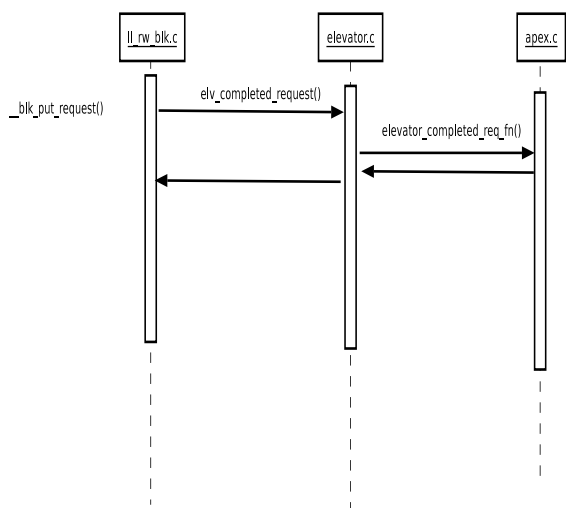 ll_rw_blk.c
elevator.c
apex.c
elv_completed_request()
__blk_put_request()
elevator_completed_req_fn()